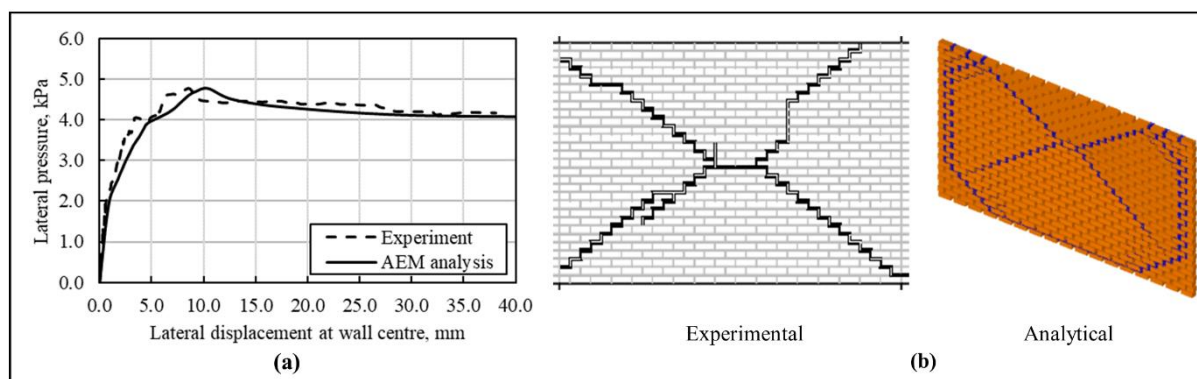 6.0
5.0
4.0
3.0
2.0
1.0
0.0
Lateral pressure, kPa
Experiment
AEM analysis
0.0 5.0 10.0 15.0 20.0 25.0 30.0 35.0 40.0
Lateral displacement at wall centre, mm
(a)
Experimental
Analytical
(b)